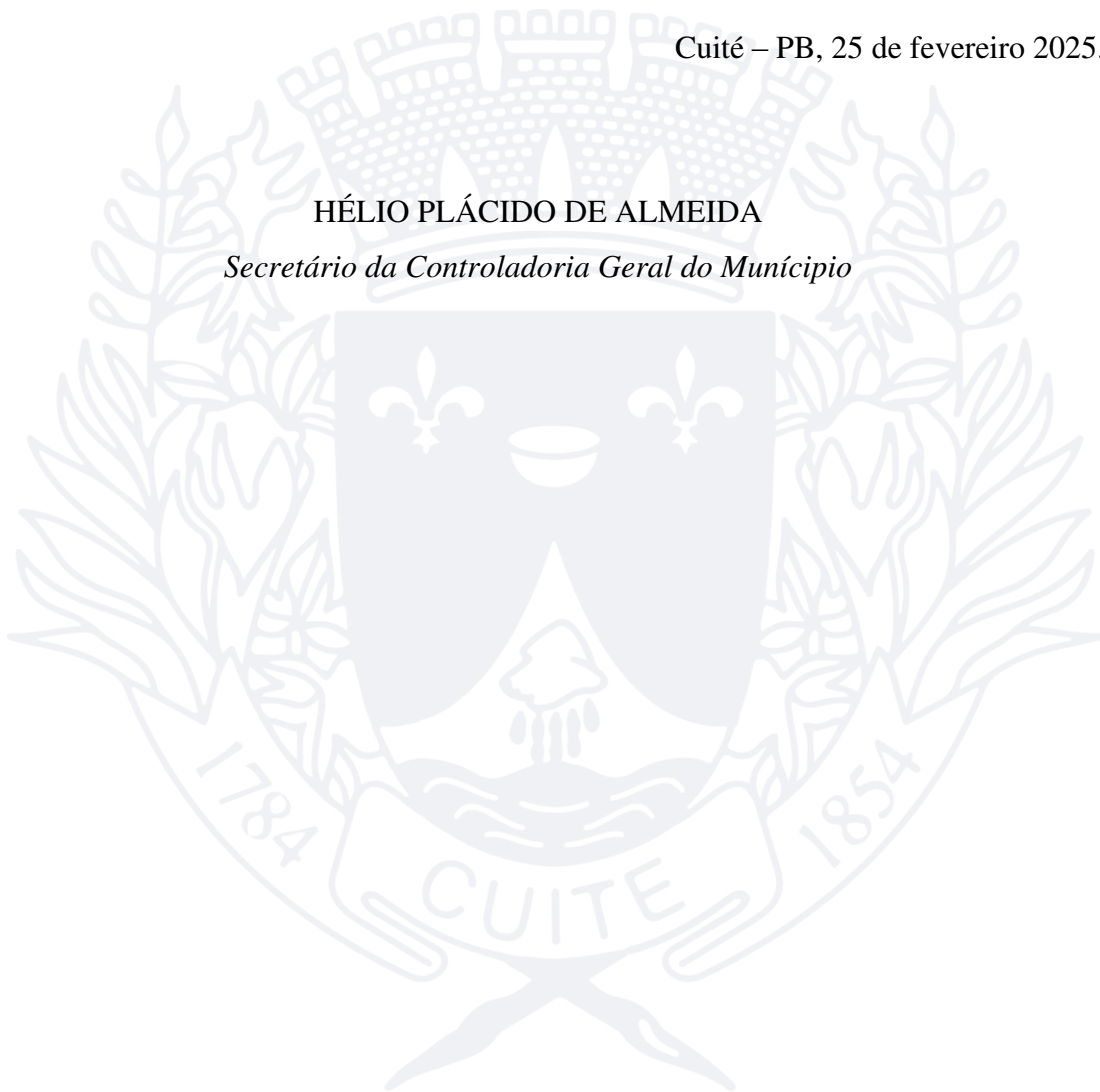 Cuité – PB, 25 de fevereiro 2025.
HÉLIO PLÁCIDO DE ALMEIDA
Secretário da Controladoria Geral do Munícipio
1784
CUITE
1854